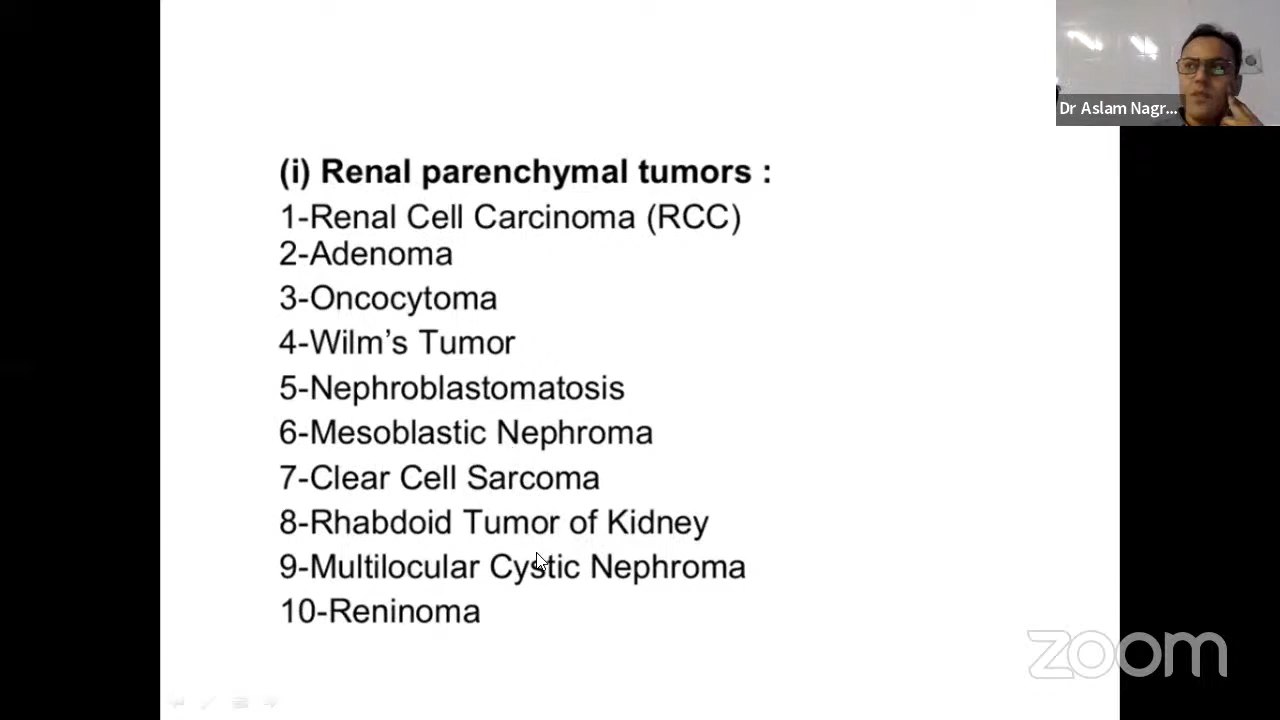 Dr Aslam Nagr...
(i) Renal parenchymal tumors :
1-Renal Cell Carcinoma (RCC)
2-Adenoma
3-Oncocytoma
4-Wilm’s Tumor
5-Nephroblastomatosis
6-Mesoblastic Nephroma
7-Clear Cell Sarcoma
8-Rhabdoid Tumor of Kidney
9-Multilocular Cystic Nephroma
10-Reninoma
zoom